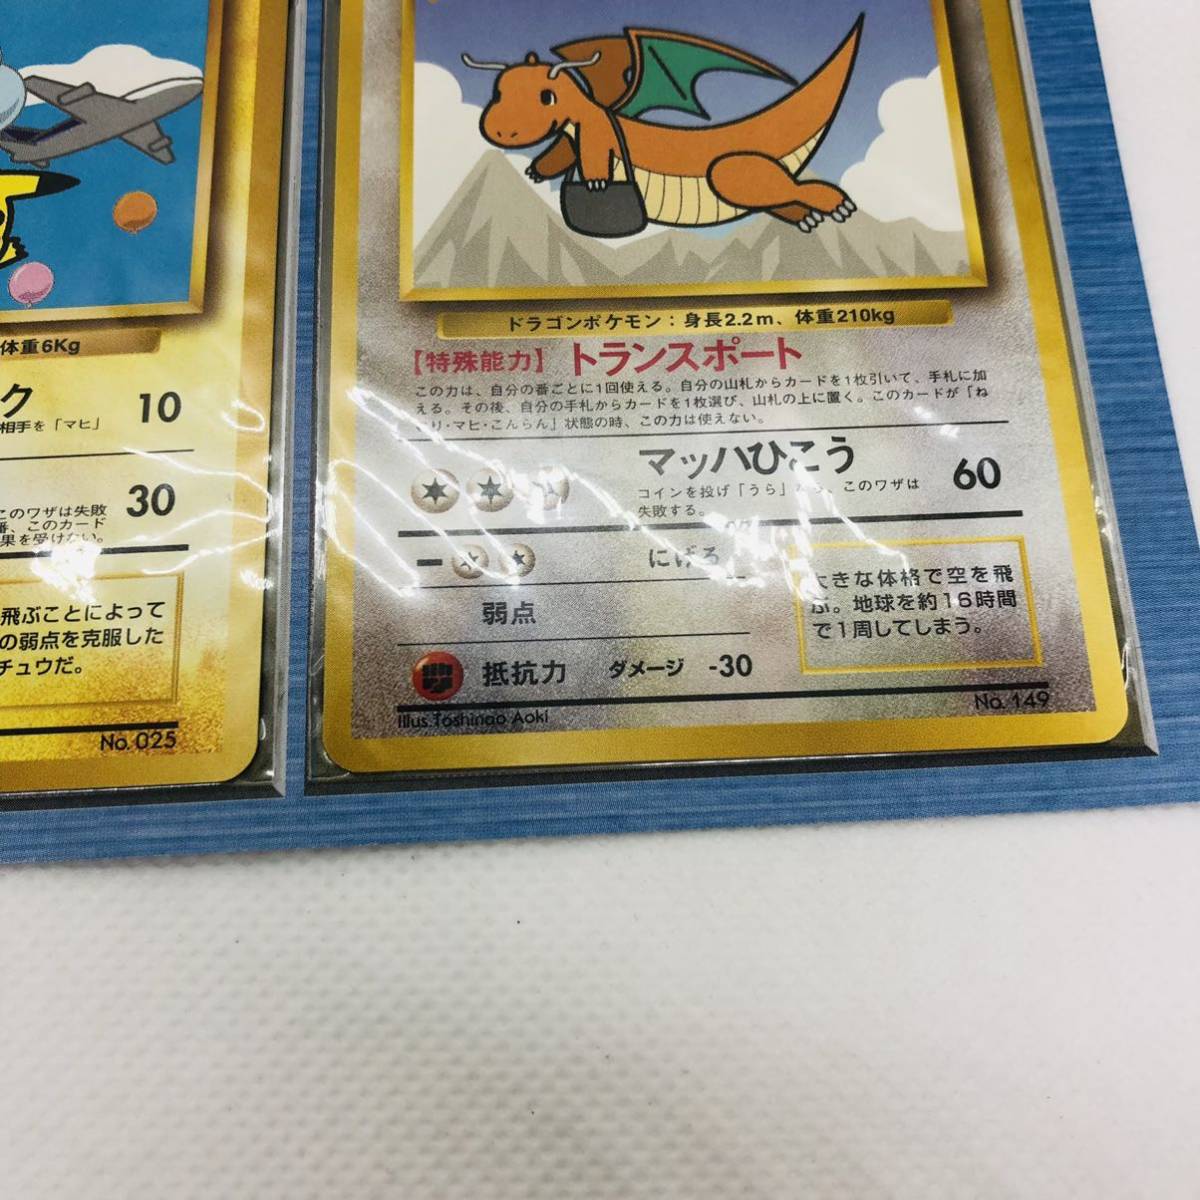 体重6Kg
ク 10
相手を「マヒ」
30
このワザは失敗
番、このカード
果を受けない。
飛ぶことによって
の弱点を克服した
チュウだ。
No. 025
ドラゴンポケモン：身長2.2m、体重210kg
【特殊能力】 トランスポート
この力は、自分の番ごとに1回使える。自分の山札からカードを1枚引いて、手札に加
える。その後、自分の手札からカードを1枚選び、山札の上に置く。このカードが「ね
むり・マヒ・こんらん」状態の時、この力は使えない。
マッハひこう 60
コインを投げ「うら」なら、このワザは
失敗する。
にげる
弱点
抵抗力 ダメージ -30
大きな体格で空を飛
ぶ。地球を約16時間
で1周してしまう。
Illus. Toshinao Aoki
No. 149